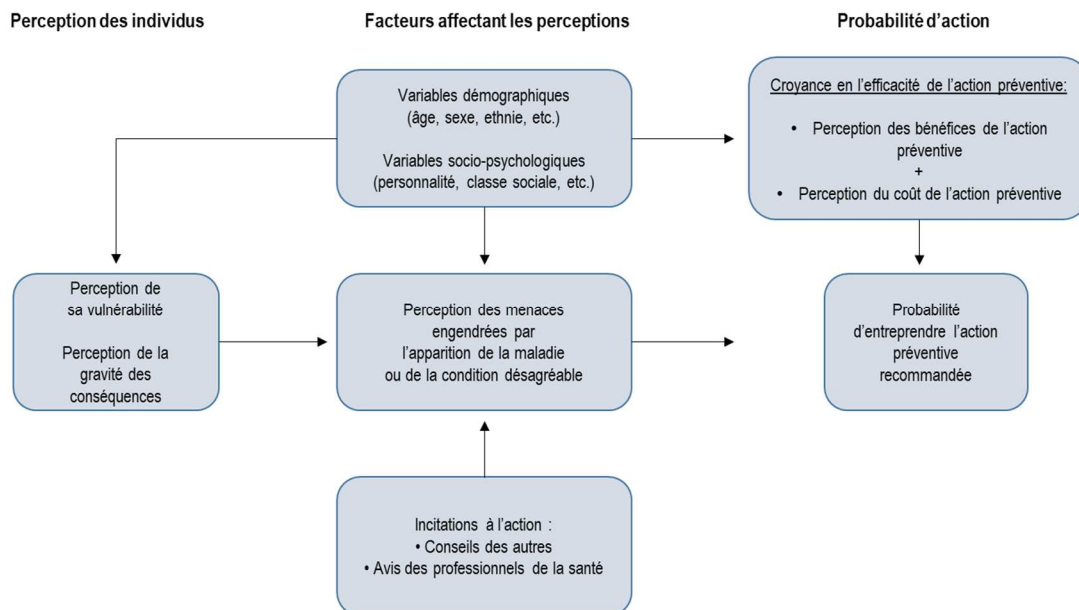 Perception des individus
Facteurs affectant les perceptions
Probabilité d’action
Variables démographiques
(âge, sexe, ethnie, etc.)
Variables socio-psychologiques
(personnalité, classe sociale, etc.)
Croyance en l’efficacité de l’action préventive:
• Perception des bénéfices de l’action
préventive
+
• Perception du coût de l’action préventive
Perception de
sa vulnérabilité
Perception de la
gravité des
conséquences
Perception des menaces
engendrées par
l’apparition de la maladie
ou de la condition désagréable
Probabilité
d’entreprendre l’action
préventive
recommandée
Incitations à l’action :
• Conseils des autres
• Avis des professionnels de la santé